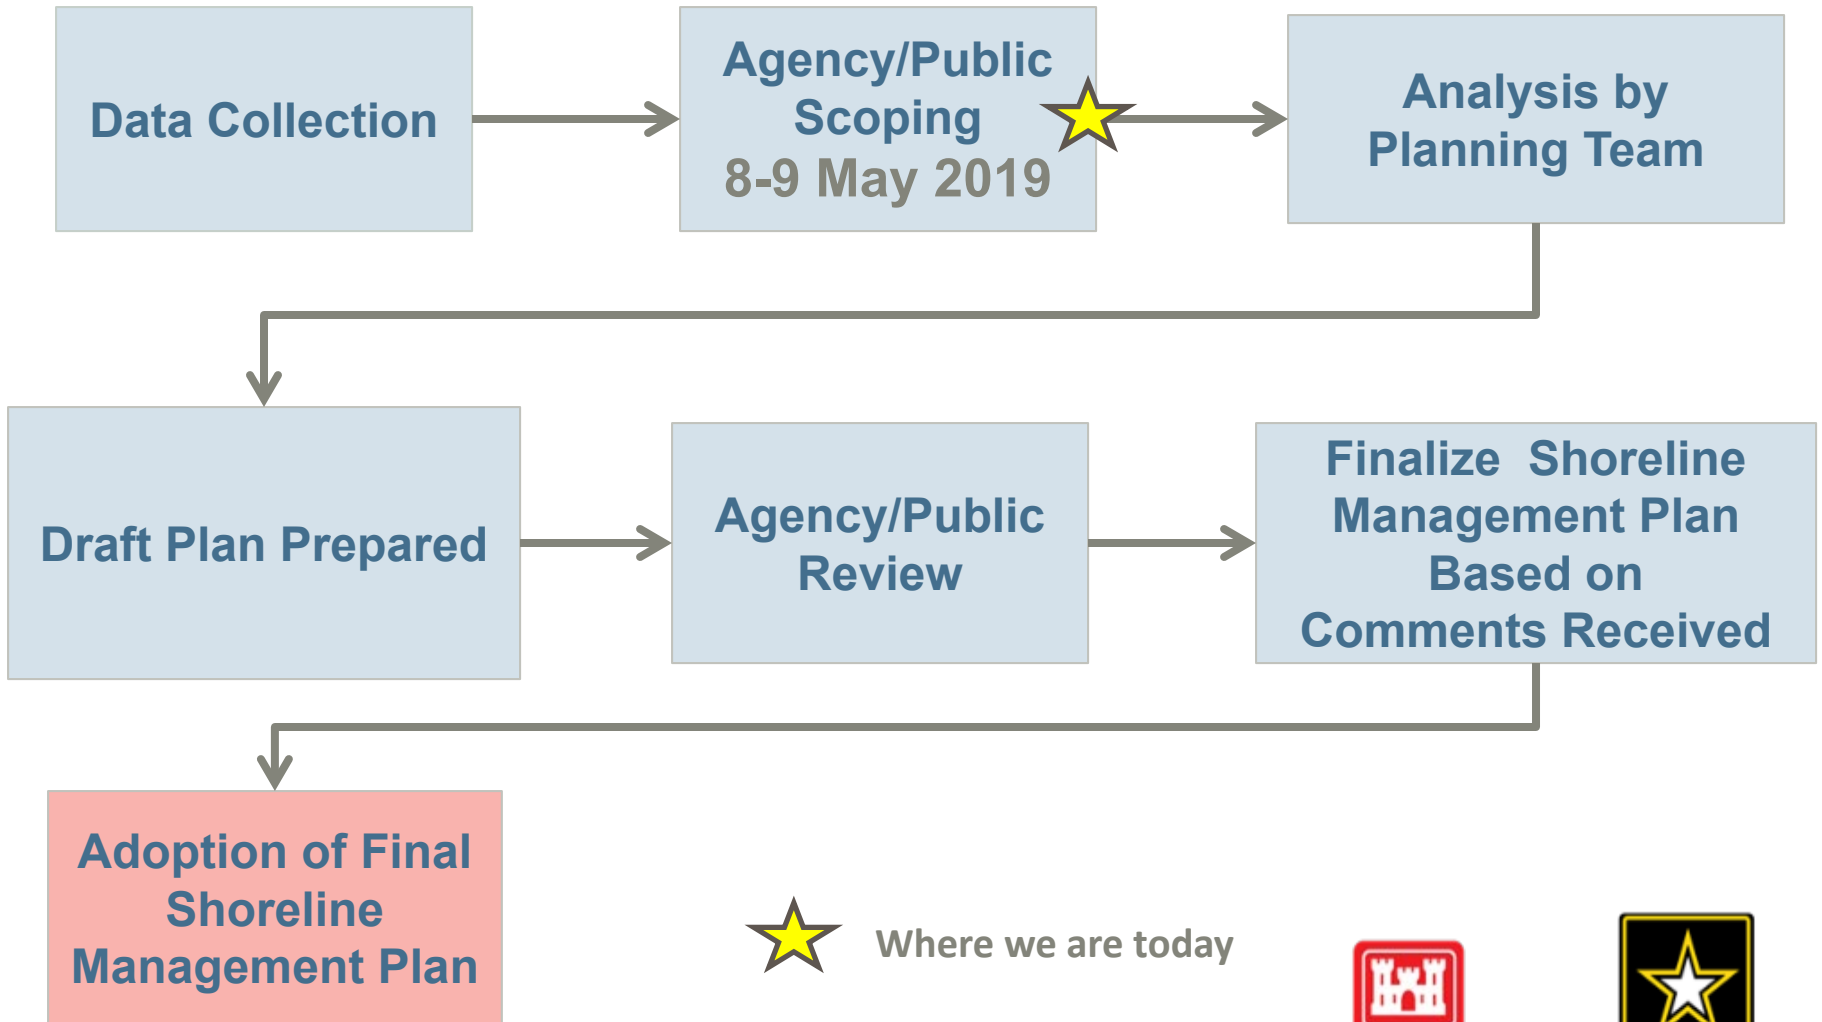 Data Collection
Agency/Public
Scoping
8-9 May 2019
Analysis by
Planning Team
Draft Plan Prepared
Agency/Public
Review
Finalize  Shoreline
Management Plan
Based on
Comments Received
Adoption of Final
Shoreline
Management Plan
Where we are today